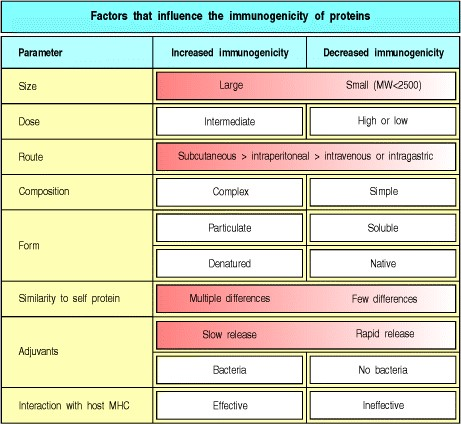 Factors that influence the immunogenicity of proteins
Parameter Increased immunogenicity Decreased immunogenicity
Size Large Small (MW<2500)
Dose Intermediate High or low
Route Subcutaneous > intraperitoneal > intravenous or intragastric
Composition Complex Simple
Form Particulate Soluble
Denatured Native
Similarity to self protein Multiple differences Few differences
Adjuvants Slow release Rapid release
Bacteria No bacteria
Interaction with host MHC Effective Ineffective